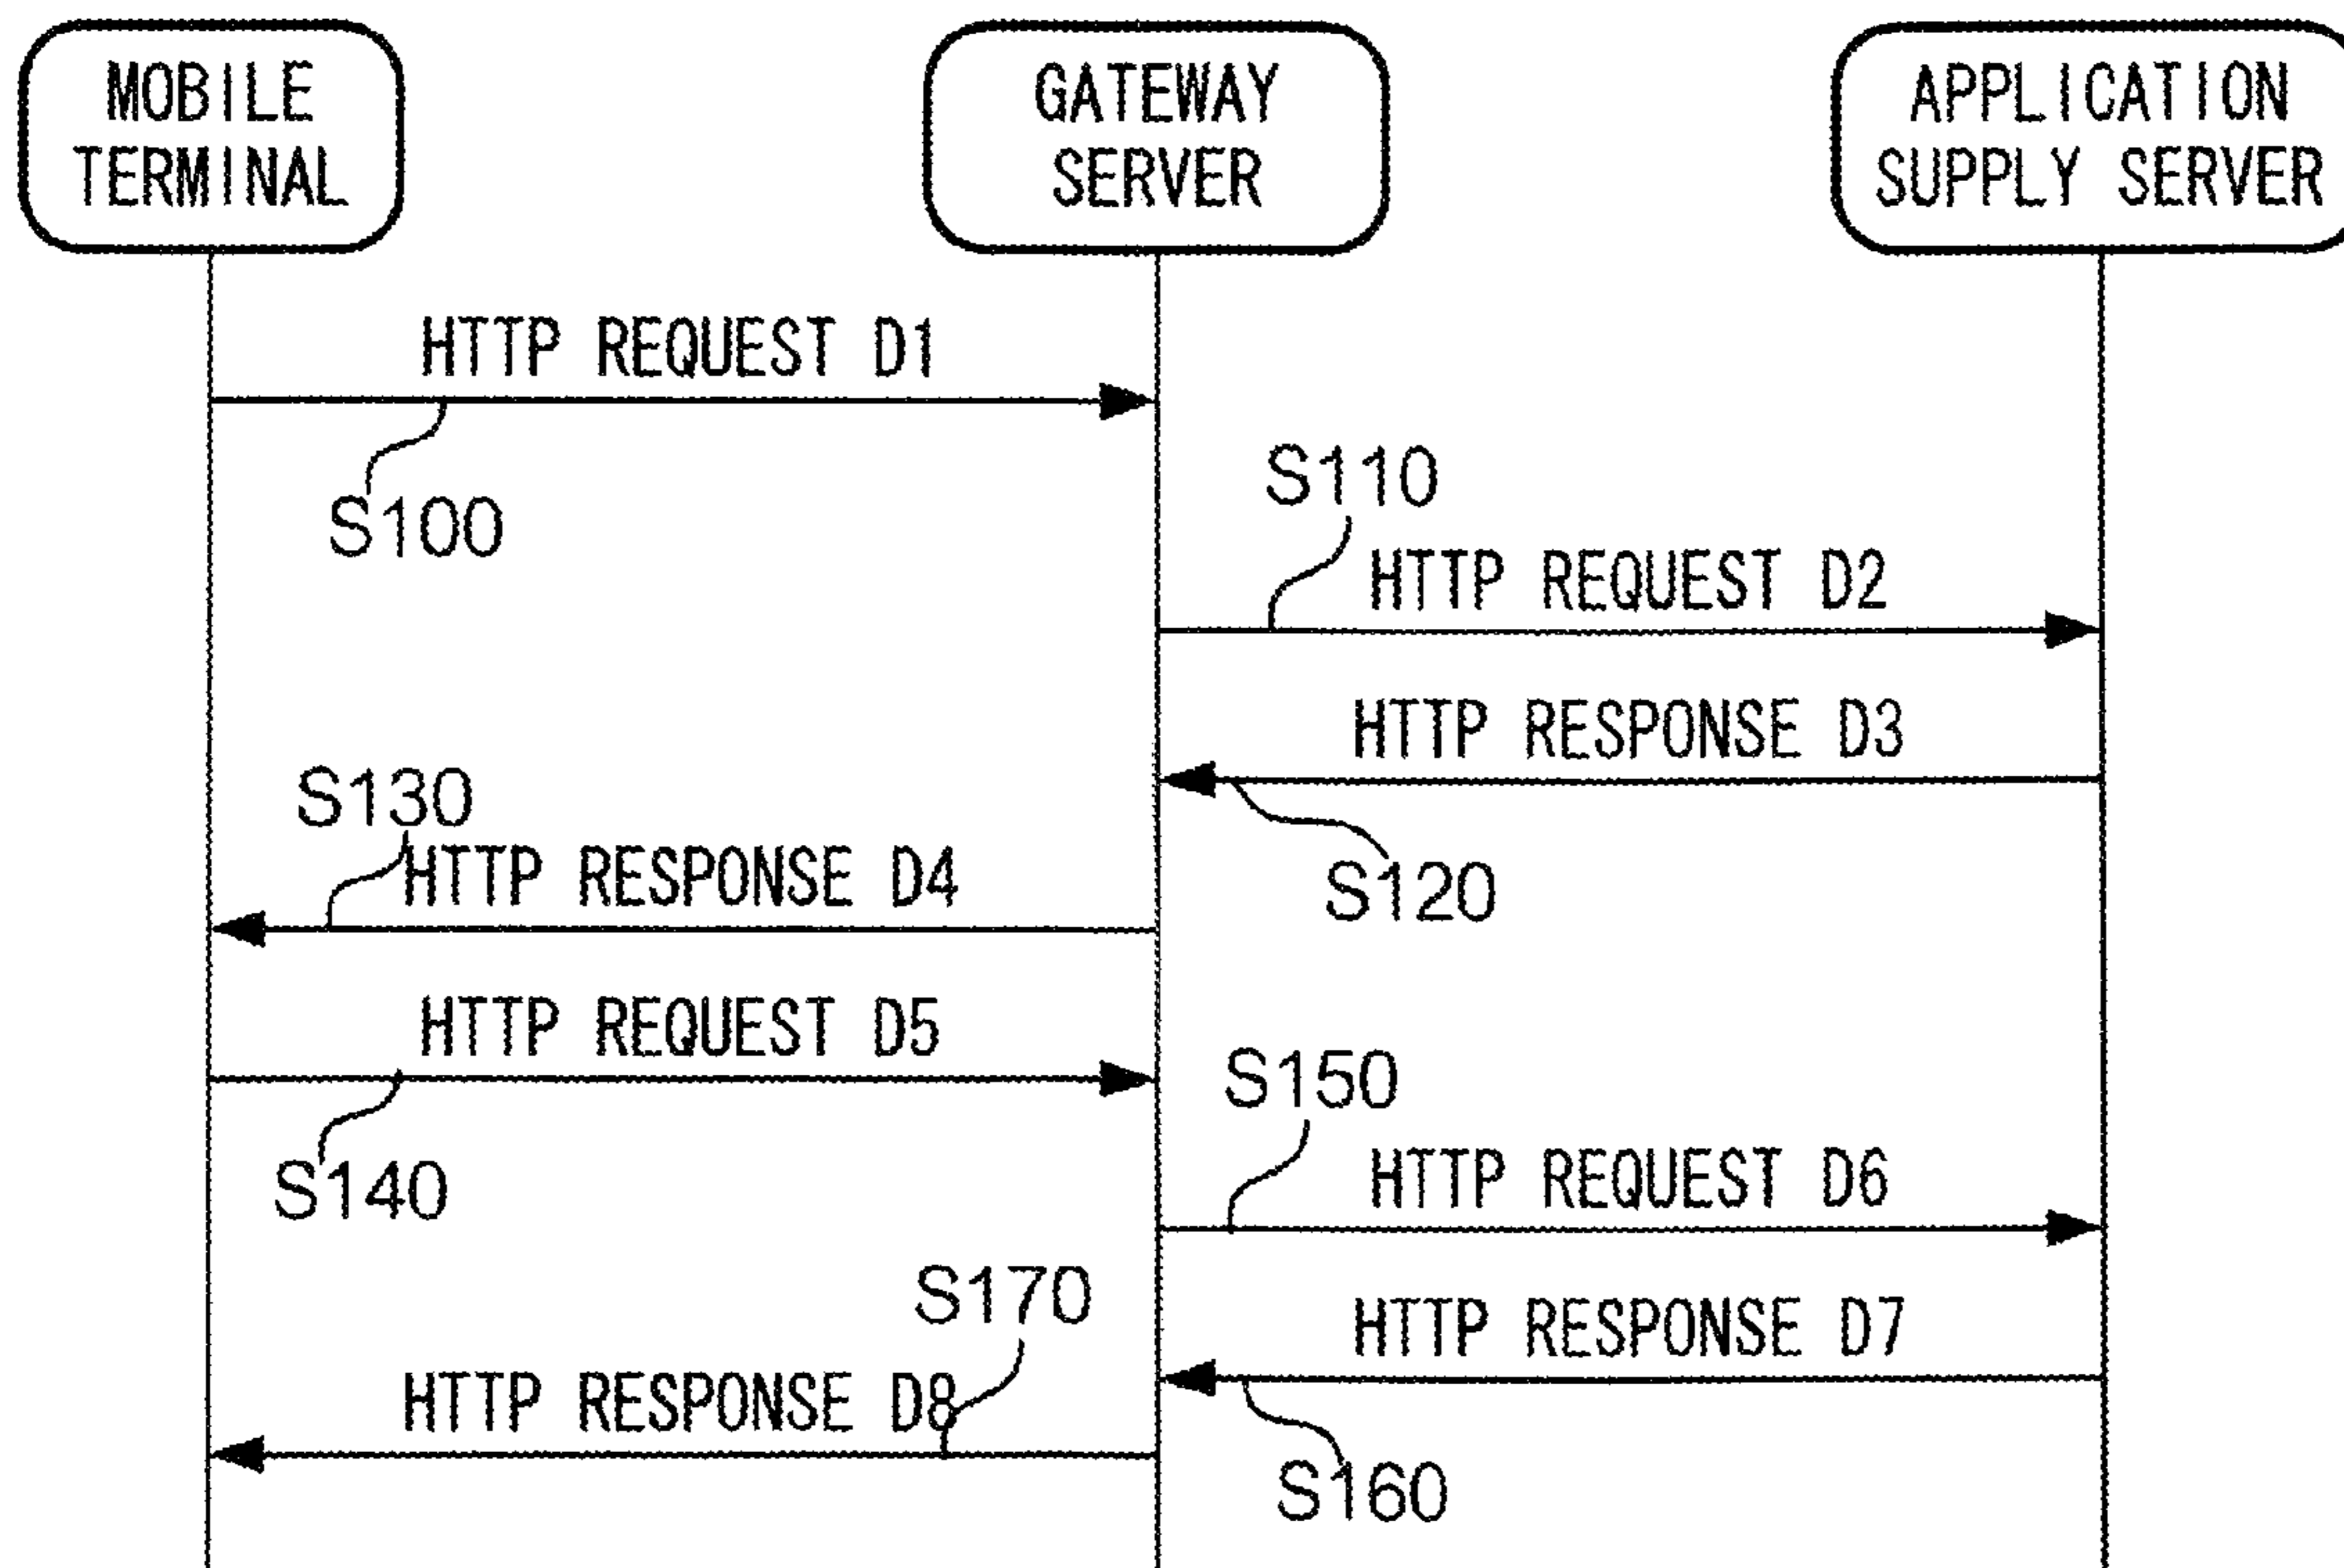 MOBILE
TERMINAL
GATEWAY
SERVER
APPLICATION
SUPPLY SERVER
HTTP REQUEST D1
S100
S110
HTTP REQUEST D2
HTTP RESPONSE D3
S120
S130
HTTP RESPONSE D4
HTTP REQUEST D5
S140
S150
HTTP REQUEST D6
HTTP RESPONSE D7
S160
S170
HTTP RESPONSE D8